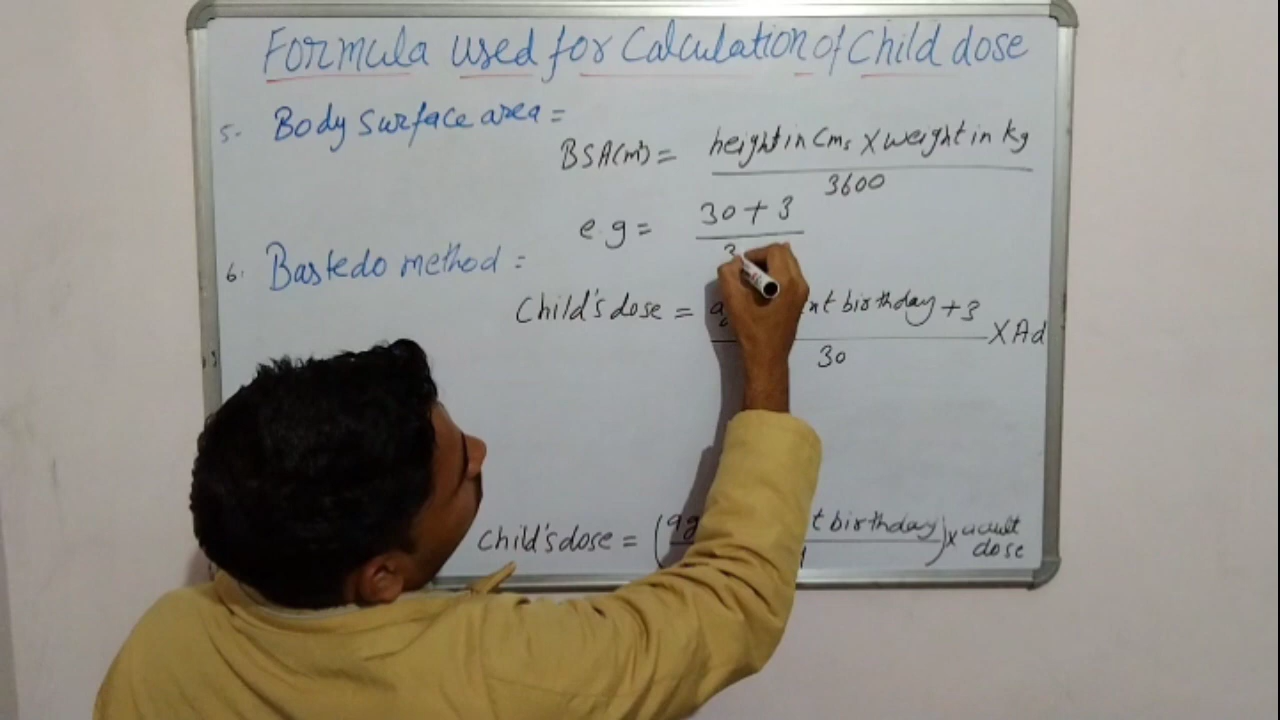 Formula used for Calculation of Child dose
5. Body surface area =
BSA(m²) = height in Cms X weight in kg
3600
e.g = 30 + 3
3
6. Bastedo method =
Child's dose = birthday + 3 X Ad
30
Child's dose = ( birthday) x adult
dose